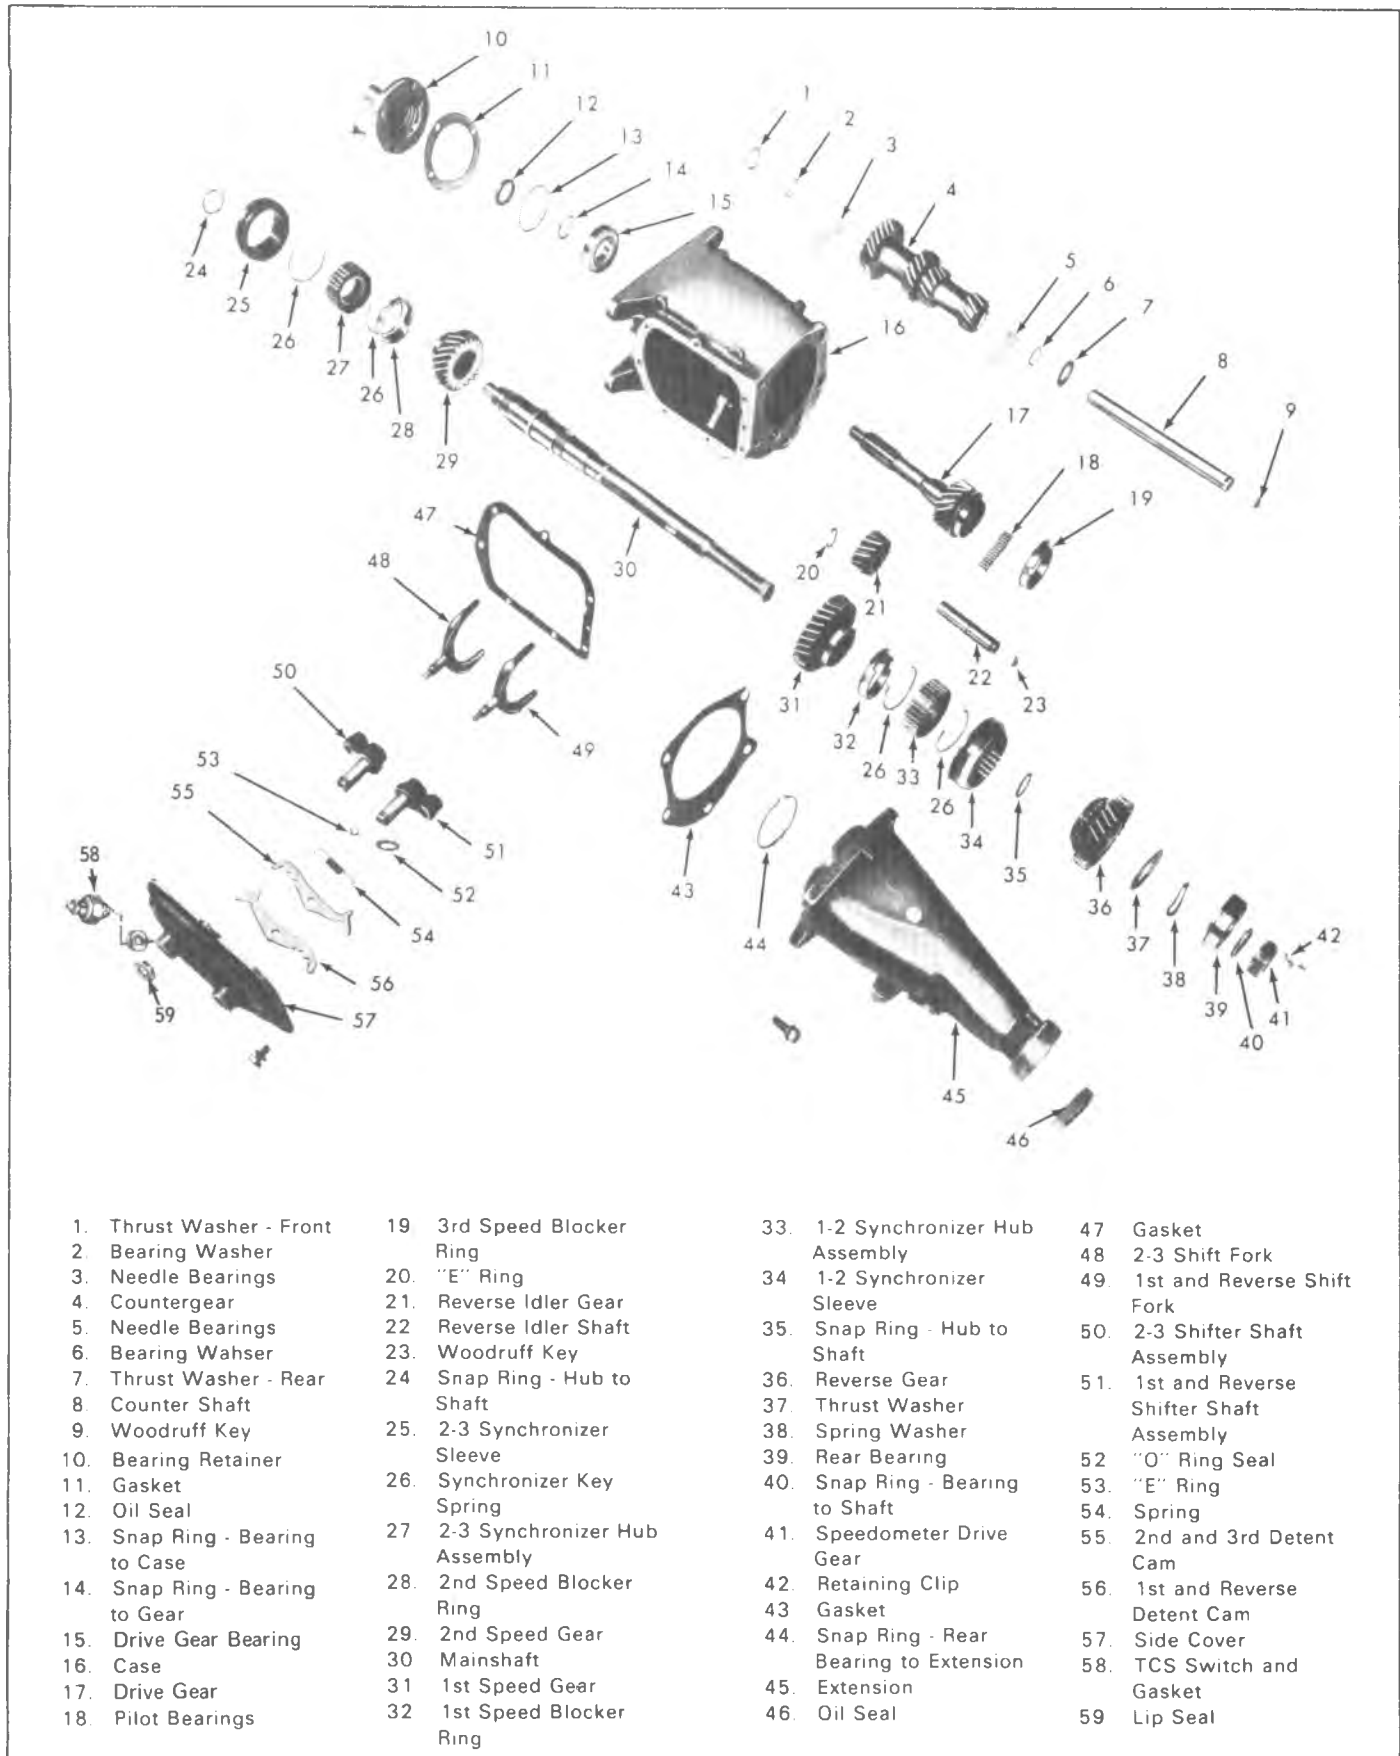 10
11
12
13
14
15
1
2
3
4
5
6
7
8
9
16
17
18
19
20
21
22
23
24
25
26
27
26
28
29
30
31
32
26
33
26
34
35
36
37
38
39
40
41
42
43
44
45
46
47
48
49
50
51
52
53
54
55
56
57
58
59
1. Thrust Washer - Front
2. Bearing Washer
3. Needle Bearings
4. Countergear
5. Needle Bearings
6. Bearing Wahser
7. Thrust Washer - Rear
8. Counter Shaft
9. Woodruff Key
10. Bearing Retainer
11. Gasket
12. Oil Seal
13. Snap Ring - Bearing
to Case
14. Snap Ring - Bearing
to Gear
15. Drive Gear Bearing
16. Case
17. Drive Gear
18. Pilot Bearings
19 3rd Speed Blocker
Ring
20. "E" Ring
21. Reverse Idler Gear
22 Reverse Idler Shaft
23. Woodruff Key
24 Snap Ring - Hub to
Shaft
25. 2-3 Synchronizer
Sleeve
26. Synchronizer Key
Spring
27 2-3 Synchronizer Hub
Assembly
28. 2nd Speed Blocker
Ring
29. 2nd Speed Gear
30 Mainshaft
31 1st Speed Gear
32 1st Speed Blocker
Ring
33. 1-2 Synchronizer Hub
Assembly
34 1-2 Synchronizer
Sleeve
35. Snap Ring - Hub to
Shaft
36. Reverse Gear
37. Thrust Washer
38. Spring Washer
39. Rear Bearing
40. Snap Ring - Bearing
to Shaft
41. Speedometer Drive
Gear
42. Retaining Clip
43 Gasket
44. Snap Ring - Rear
Bearing to Extension
45. Extension
46. Oil Seal
47 Gasket
48 2-3 Shift Fork
49. 1st and Reverse Shift
Fork
50. 2-3 Shifter Shaft
Assembly
51. 1st and Reverse
Shifter Shaft
Assembly
52 "O" Ring Seal
53. "E" Ring
54. Spring
55. 2nd and 3rd Detent
Cam
56. 1st and Reverse
Detent Cam
57. Side Cover
58. TCS Switch and
Gasket
59 Lip Seal